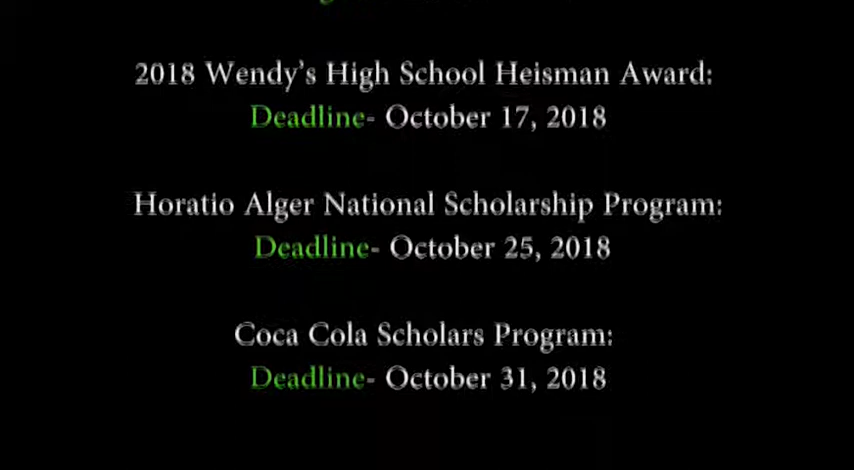 2018 Wendy's High School Heisman Award:
Deadline- October 17, 2018
Horatio Alger National Scholarship Program:
Deadline- October 25, 2018
Coca Cola Scholars Program:
Deadline- October 31, 2018